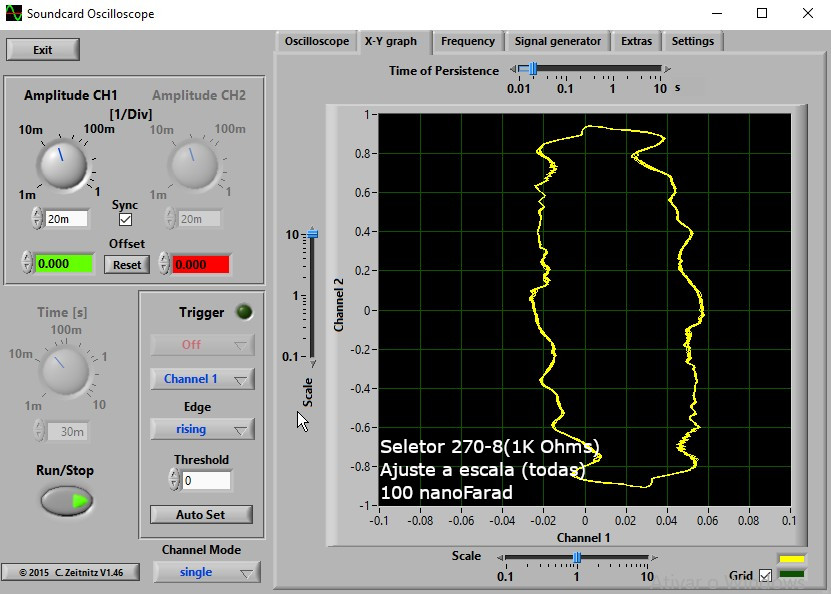 Soundcard Oscilloscope
Exit
Oscilloscope X-Y graph Frequency Signal generator Extras Settings
Amplitude CH1 Amplitude CH2
[1/Div]
10m 100m 10m 100m
1m 1 1m 1
Sync
20m 20m
Offset
0.000 Reset 0.000
Time [s]
100m
10m 1
1m 10
30m
Run/Stop
Trigger
Off
Channel 1
Edge
rising
Threshold
0
Auto Set
Channel Mode
single
© 2015 C. Zeitnitz V1.46
Time of Persistence
0.01 0.1 1 10 s
10
1
0.1
Scale
Channel 2
1
0.8
0.6
0.4
0.2
0
-0.2
-0.4
-0.6
-0.8
-1
Seletor 270-8(1K Ohms)
Ajuste a escala (todas)
100 nanoFarad
-0.1 -0.08 -0.06 -0.04 -0.02 0 0.02 0.04 0.06 0.08 0.1
Channel 1
Scale
0.1 1 10
Grid
Ativar o Windows